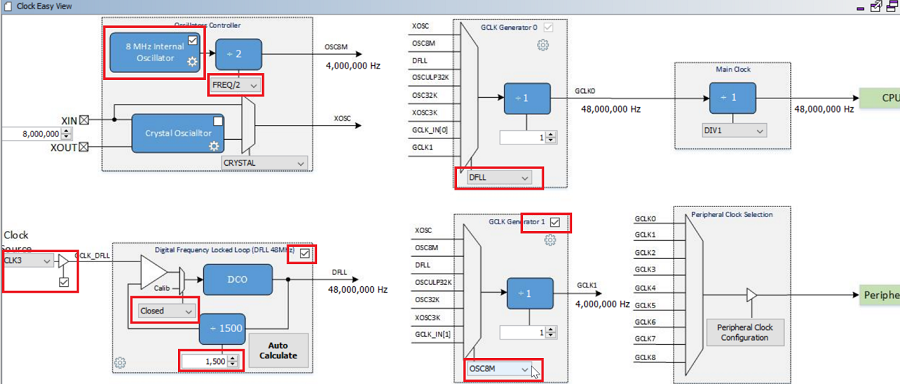 Clock Easy View
Oscillators Controller
8 MHz Internal
Oscillator
÷ 2
OSC8M
4,000,000 Hz
FREQ/2
XIN
8,000,000
XOUT
Crystal Oscialltor
XOSC
CRYSTAL
XOSC
OSC8M
DFLL
OSCULP32K
OSC32K
XOSC3K
GCLK_IN[0]
GCLK1
GCLK Generator 0
÷ 1
1
DFLL
GCLK0
48,000,000 Hz
Main Clock
÷ 1
DIV1
48,000,000 Hz
CPU
Clock
Source
CLK3
GCLK_DFLL
Digital Frequency Locked Loop (DFLL 48MHz)
DCO
Calib
Closed
÷ 1500
1,500
Auto
Calculate
DFLL
48,000,000 Hz
XOSC
OSC8M
DFLL
OSCULP32K
OSC32K
XOSC3K
GCLK_IN[1]
GCLK Generator 1
÷ 1
1
OSC8M
GCLK1
4,000,000 Hz
Peripheral Clock Selection
GCLK0
GCLK1
GCLK2
GCLK3
GCLK4
GCLK5
GCLK6
GCLK7
GCLK8
Peripheral Clock
Configuration
Periphe